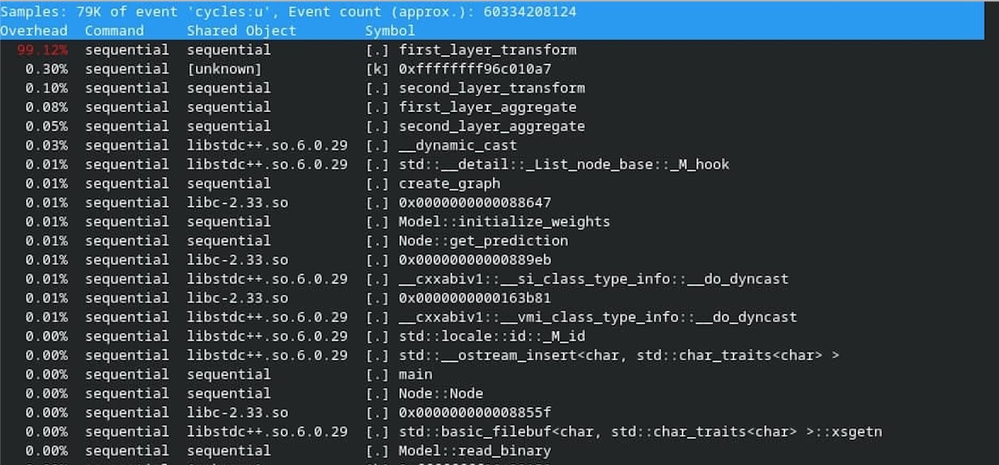 Samples: 79K of event 'cycles:u', Event count (approx.): 60334208124
Overhead  Command     Shared Object        Symbol
99.12%  sequential  sequential           [.] first_layer_transform
0.30%  sequential  [unknown]            [k] 0xffffffff96c010a7
0.10%  sequential  sequential           [.] second_layer_transform
0.08%  sequential  sequential           [.] first_layer_aggregate
0.05%  sequential  sequential           [.] second_layer_aggregate
0.03%  sequential  libstdc++.so.6.0.29  [.] __dynamic_cast
0.01%  sequential  libstdc++.so.6.0.29  [.] std::__detail::_List_node_base::_M_hook
0.01%  sequential  sequential           [.] create_graph
0.01%  sequential  libc-2.33.so         [.] 0x0000000000088647
0.01%  sequential  sequential           [.] Model::initialize_weights
0.01%  sequential  sequential           [.] Node::get_prediction
0.01%  sequential  libc-2.33.so         [.] 0x00000000000889eb
0.01%  sequential  libstdc++.so.6.0.29  [.] __cxxabiv1::__si_class_type_info::__do_dyncast
0.01%  sequential  libc-2.33.so         [.] 0x0000000000163b81
0.01%  sequential  libstdc++.so.6.0.29  [.] __cxxabiv1::__vmi_class_type_info::__do_dyncast
0.00%  sequential  libstdc++.so.6.0.29  [.] std::locale::id::_M_id
0.00%  sequential  libstdc++.so.6.0.29  [.] std::__ostream_insert<char, std::char_traits<char> >
0.00%  sequential  sequential           [.] main
0.00%  sequential  sequential           [.] Node::Node
0.00%  sequential  libc-2.33.so         [.] 0x000000000008855f
0.00%  sequential  libstdc++.so.6.0.29  [.] std::basic_filebuf<char, std::char_traits<char> >::xsgetn
0.00%  sequential  sequential           [.] Model::read_binary